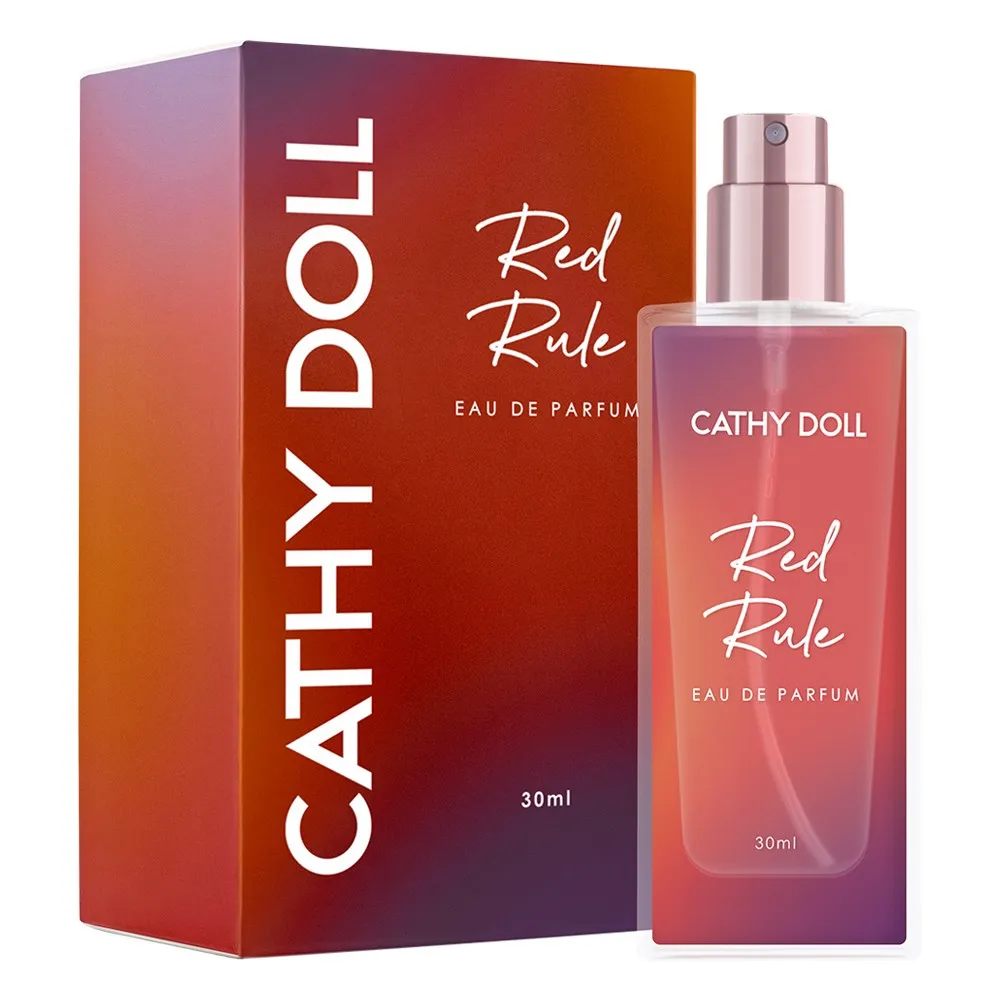 CATHY DOLL
Red
Rule
EAU DE PARFUM
30ml
CATHY DOLL
Red
Rule
EAU DE PARFUM
30ml